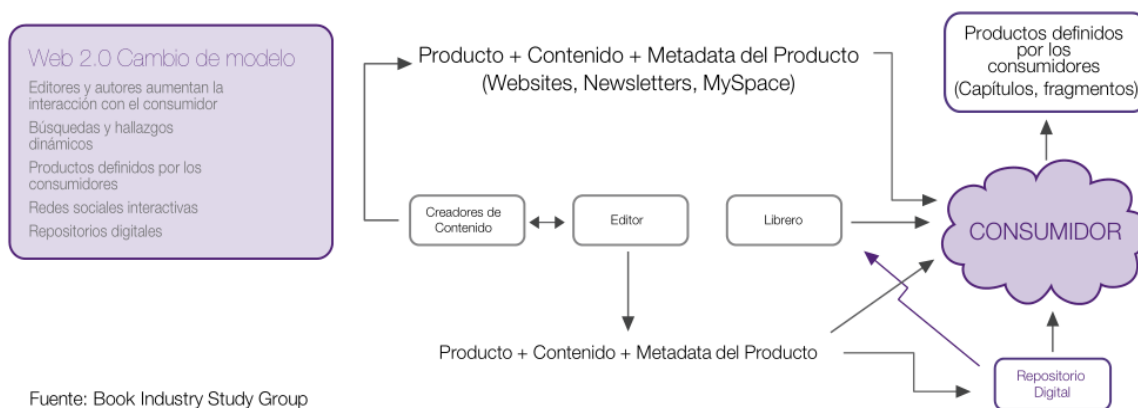 Web 2.0 Cambio de modelo
Editores y autores aumentan la
interacción con el consumidor
Búsquedas y hallazgos
dinámicos
Productos definidos por los
consumidores
Redes sociales interactivas
Repositorios digitales
Producto + Contenido + Metadata del Producto
(Websites, Newsletters, MySpace)
Productos definidos
por los
consumidores
(Capítulos, fragmentos)
Creadores de
Contenido
Editor
Librero
CONSUMIDOR
Producto + Contenido + Metadata del Producto
Repositorio
Digital
Fuente: Book Industry Study Group